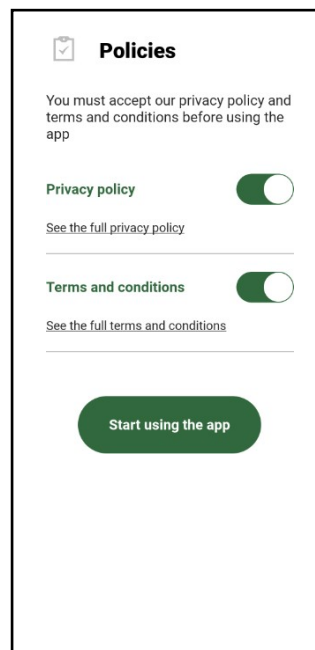 Policies
You must accept our privacy policy and
terms and conditions before using the
app
Privacy policy
See the full privacy policy
Terms and conditions
See the full terms and conditions
Start using the app